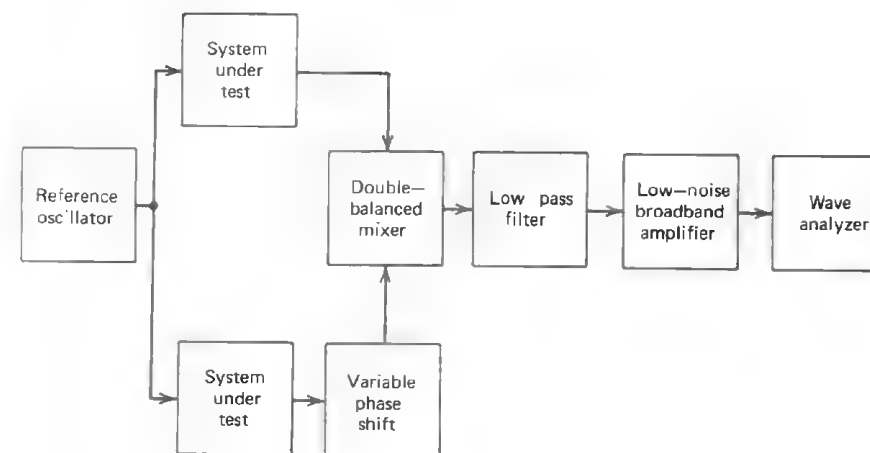 System
under
test
Reference
oscillator
Double—
balanced
mixer
Low pass
filter
Low—noise
broadband
amplifier
Wave
analyzer
System
under
test
Variable
phase
shift